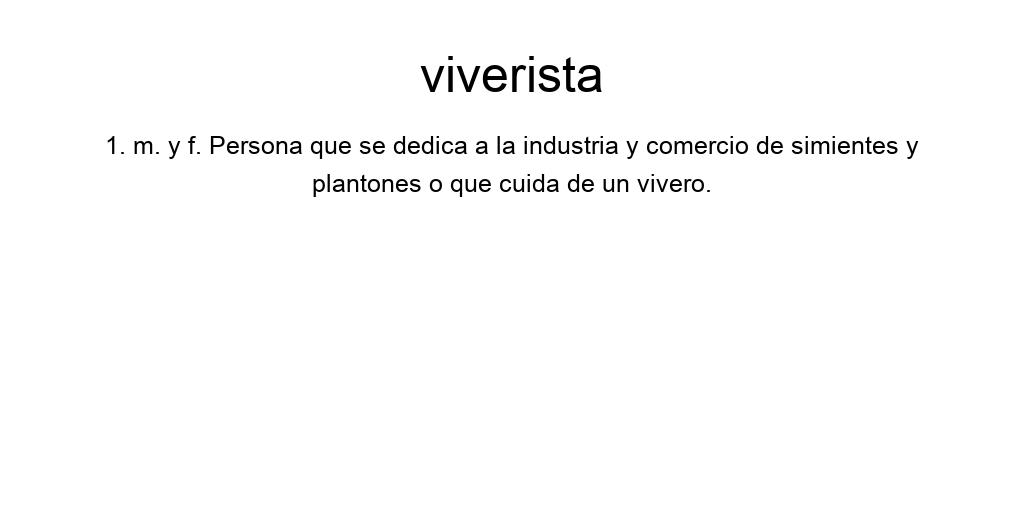 viverista
1. m. y f. Persona que se dedica a la industria y comercio de simientes y
plantones o que cuida de un vivero.